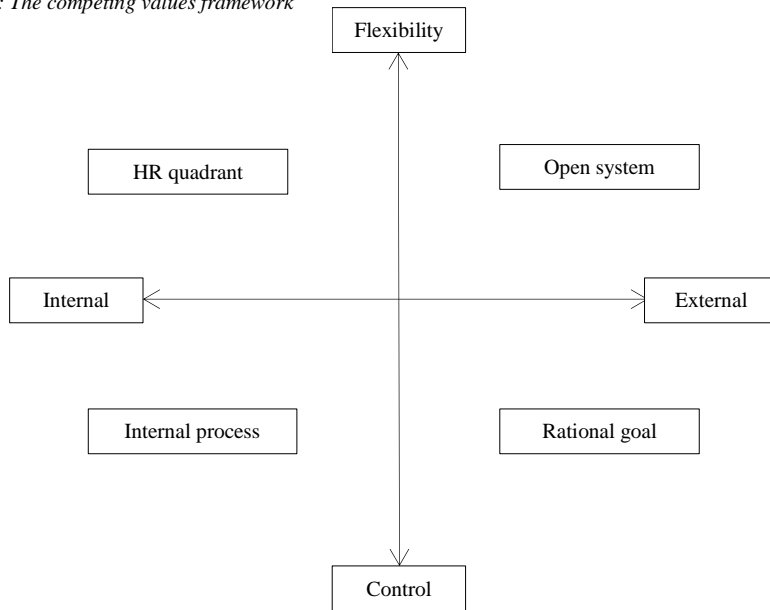 : The competing values framework
Flexibility
HR quadrant
Open system
Internal
External
Internal process
Rational goal
Control